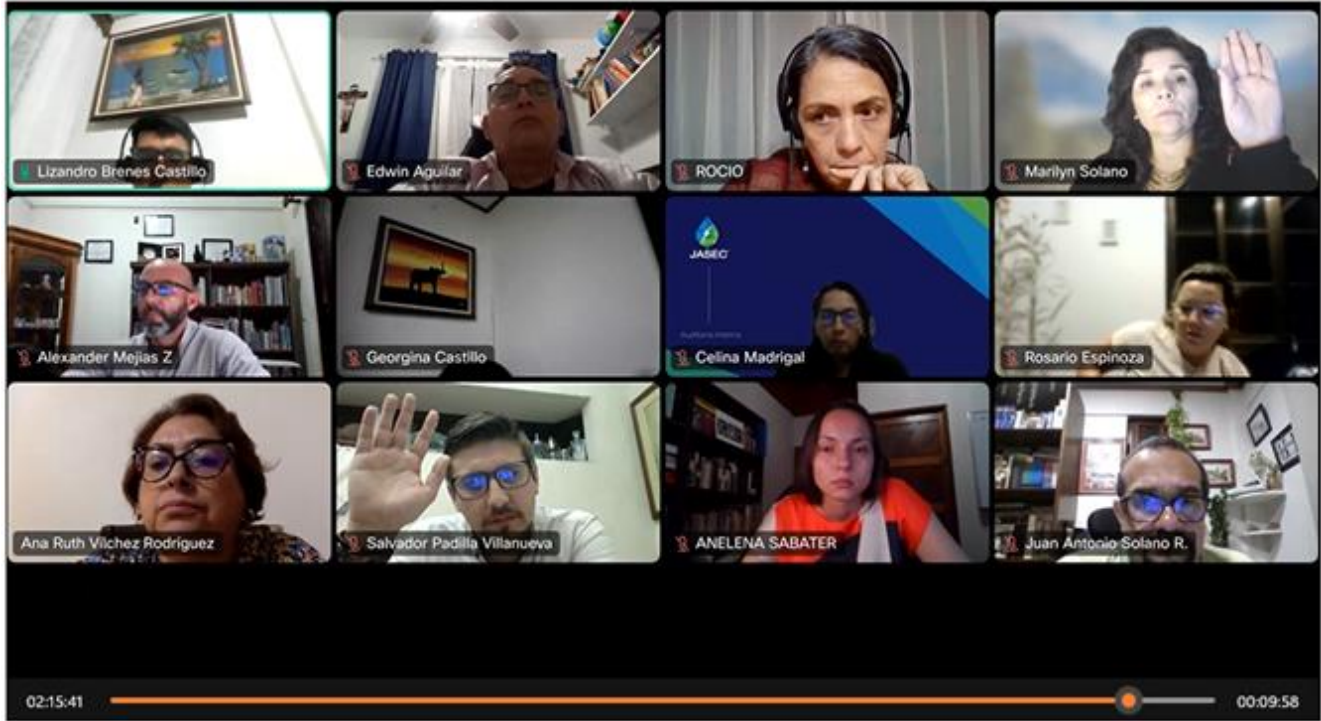 Lizandro Brenes Castillo
Edwin Aguilar
ROCIO
Marilyn Solano
Alexander Mejias Z
Georgina Castillo
JASEC
Celina Madrigal
Rosario Espinoza
Ana Ruth Vilchez Rodriguez
Salvador Padilla Villanueva
ANELENA SABATER
Juan Antonio Solano R.
02:15:41
00:09:58